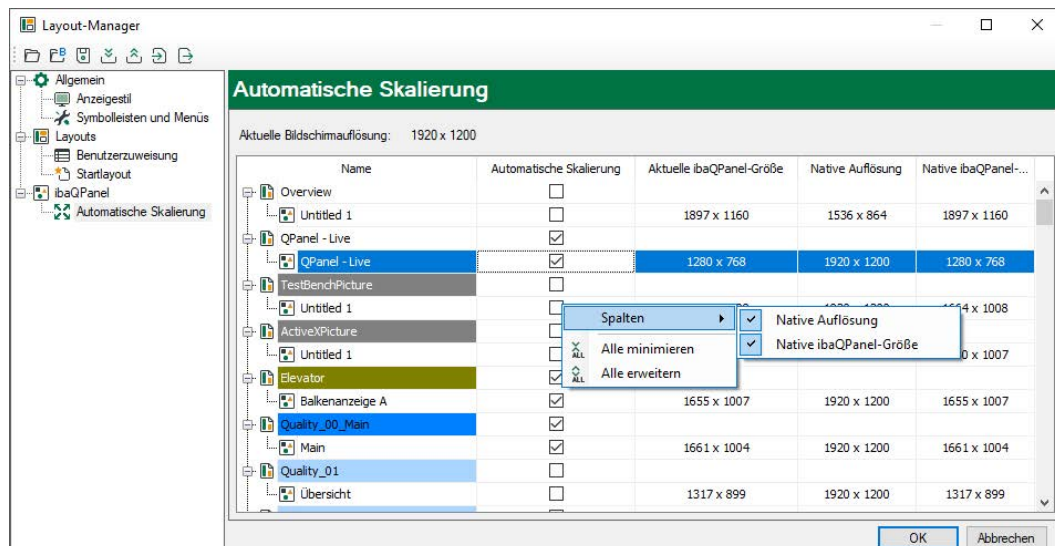 Layout-Manager
Allgemein
Anzeigestil
Symbolleisten und Menüs
Layouts
Benutzerzuweisung
Startlayout
ibaQPanel
Automatische Skalierung
Automatische Skalierung
Aktuelle Bildschirmauflösung: 1920 x 1200
Name Automatische Skalierung Aktuelle ibaQPanel-Größe Native Auflösung Native ibaQPanel-...
Overview
Untitled 1 1897 x 1160 1536 x 864 1897 x 1160
QPanel - Live
QPanel - Live 1280 x 768 1920 x 1200 1280 x 768
TestBenchPicture
Untitled 1 x 1008
ActiveXPicture
Untitled 1 x 1007
Elevator
Balkenanzeige A 1655 x 1007 1920 x 1200 1655 x 1007
Quality_00_Main
Main 1661 x 1004 1920 x 1200 1661 x 1004
Quality_01
Übersicht 1317 x 899 1920 x 1200 1317 x 899
Spalten
Alle minimieren
Alle erweitern
Native Auflösung
Native ibaQPanel-Größe
OK Abbrechen